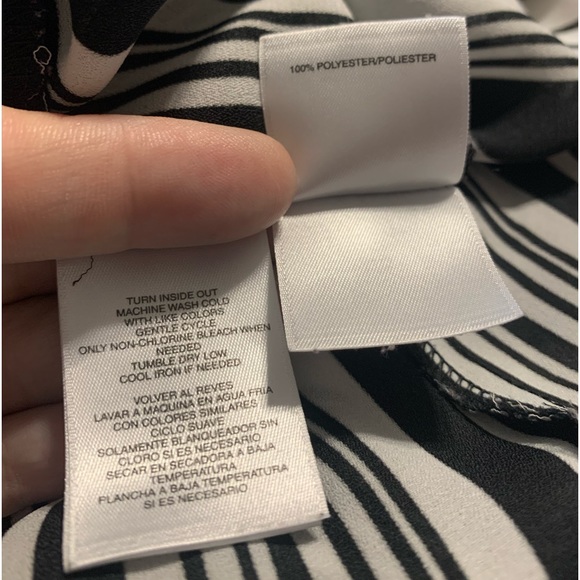 100% POLYESTER/POLIESTER
TURN INSIDE OUT
MACHINE WASH COLD
WITH LIKE COLORS
GENTLE CYCLE
ONLY NON-CHLORINE BLEACH WHEN
NEEDED
TUMBLE DRY LOW
COOL IRON IF NEEDED
VOLVER AL REVES
LAVAR A MAQUINA EN AGUA FRIA
CON COLORES SIMILARES
CICLO SUAVE
SOLAMENTE BLANQUEADOR SIN
CLORO SI ES NECESARIO
SECAR EN SECADORA A BAJA
TEMPERATURA
PLANCHA A BAJA TEMPERATURA
SI ES NECESARIO